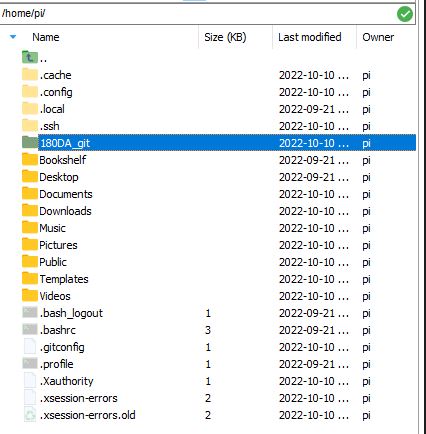 /home/pi/
Name Size (KB) Last modified Owner
..
.cache 2022-10-10 ... pi
.config 2022-10-10 ... pi
.local 2022-09-21 ... pi
.ssh 2022-10-10 ... pi
180DA_git 2022-10-10 ... pi
Bookshelf 2022-09-21 ... pi
Desktop 2022-09-21 ... pi
Documents 2022-10-10 ... pi
Downloads 2022-10-10 ... pi
Music 2022-10-10 ... pi
Pictures 2022-10-10 ... pi
Public 2022-10-10 ... pi
Templates 2022-10-10 ... pi
Videos 2022-10-10 ... pi
.bash_logout 1 2022-09-21 ... pi
.bashrc 3 2022-09-21 ... pi
.gitconfig 1 2022-10-10 ... pi
.profile 1 2022-09-21 ... pi
.Xauthority 1 2022-10-10 ... pi
.xsession-errors 2 2022-10-10 ... pi
.xsession-errors.old 2 2022-10-10 ... pi